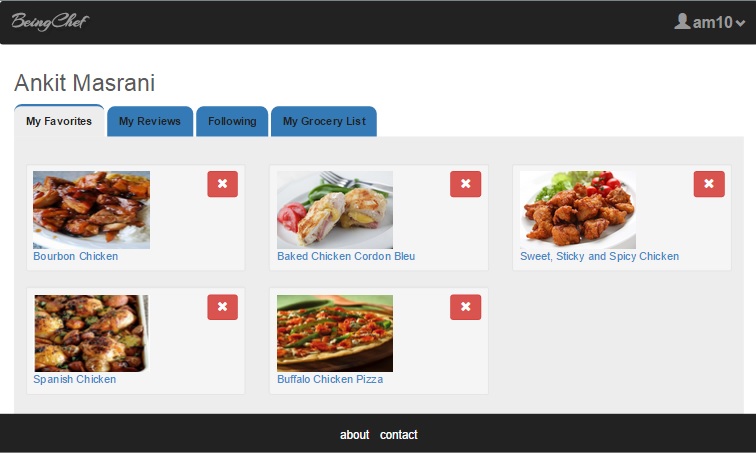 BeingChef
am10
Ankit Masrani
My Favorites
My Reviews
Following
My Grocery List
Bourbon Chicken
Baked Chicken Cordon Bleu
Sweet, Sticky and Spicy Chicken
Spanish Chicken
Buffalo Chicken Pizza
about contact